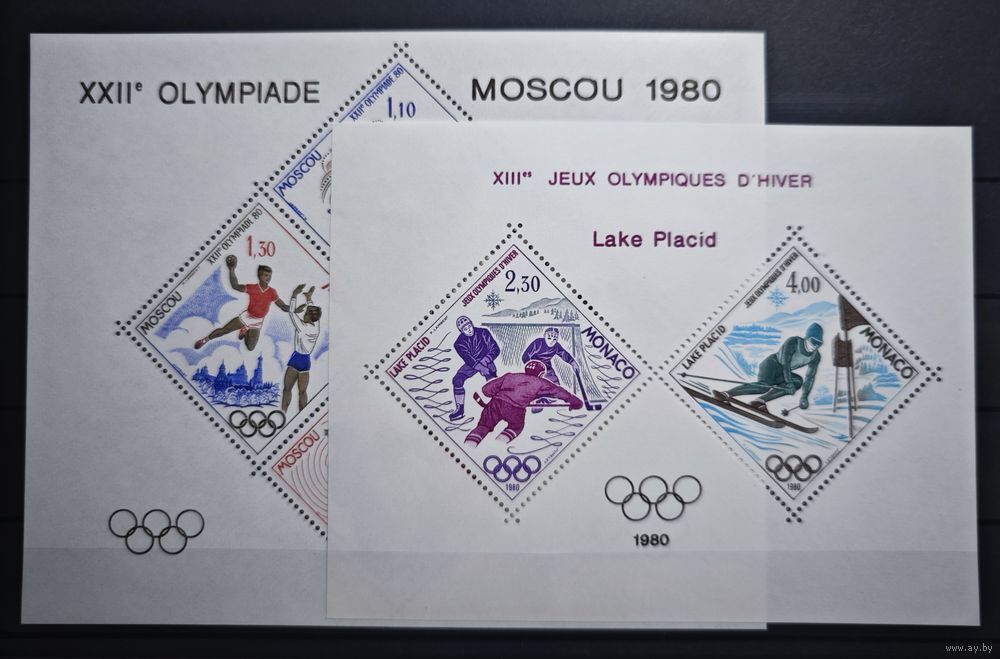 XXIIᵉ OLYMPIADE MOSCOU 1980
XXIIᵉ OLYMPIADE 80
1,10
MOSCOU
XXIIᵉ OLYMPIADE 80
1,30
MOSCOU
MOSCOU
XIIIᵉˢ JEUX OLYMPIQUES D'HIVER
Lake Placid
JEUX OLYMPIQUES D'HIVER
2,30
LAKE PLACID
MONACO
1980
JEUX OLYMPIQUES D'HIVER
4,00
LAKE PLACID
MONACO
1980
1980
www.ay.by